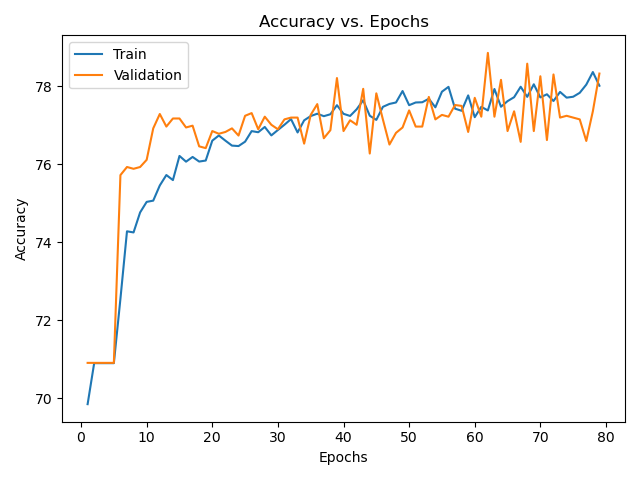 Accuracy vs. Epochs
Train
Validation
78
76
74
72
70
Accuracy
0 10 20 30 40 50 60 70 80
Epochs